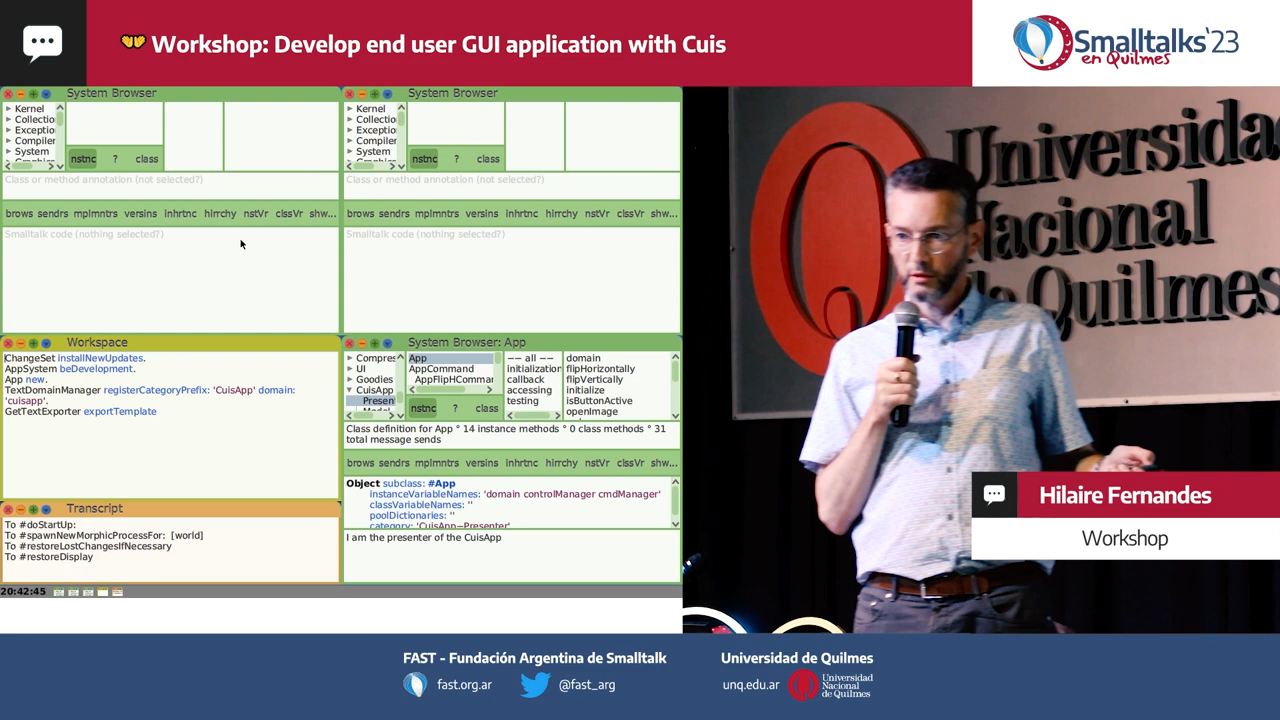 Workshop: Develop end user GUI application with Cuis
Smalltalks'23
en Quilmes
System Browser
Kernel
Collectio
Exceptio
Compiler
System
nstnc ? class
Class or method annotation (not selected?)
brows sendrs mplmntrs versins inhrtnc hirrchy nstVr clssVr shw...
Smalltalk code (nothing selected?)
System Browser
Kernel
Collectio
Exceptio
Compiler
System
nstnc ? class
Class or method annotation (not selected?)
brows sendrs mplmntrs versins inhrtnc hirrchy nstVr clssVr shw...
Smalltalk code (nothing selected?)
Workspace
ChangeSet installNewUpdates.
AppSystem beDevelopment.
App new.
TextDomainManager registerCategoryPrefix: 'CuisApp' domain:
'cuisapp'.
GetTextExporter exportTemplate
Transcript
To #doStartUp:
To #spawnNewMorphicProcessFor: [world]
To #restoreLostChangesIfNecessary
To #restoreDisplay
20:42:45
System Browser: App
Compres
UI
Goodies
CuisApp
Presen
App
AppCommand
AppFlipHCommar
nstnc ? class
-- all --
initialization
callback
accessing
testing
domain
flipHorizontally
flipVertically
initialize
isButtonActive
openImage
Class definition for App ° 14 instance methods ° 0 class methods ° 31
total message sends
brows sendrs mplmntrs versins inhrtnc hirrchy nstVr clssVr shw...
Object subclass: #App
instanceVariableNames: 'domain controlManager cmdManager'
classVariableNames: ''
poolDictionaries: ''
category: 'CuisApp-Presenter'
I am the presenter of the CuisApp
Universida
Nacional
de Quilmes
Hilaire Fernandes
Workshop
FAST - Fundación Argentina de Smalltalk
fast.org.ar
@fast_arg
Universidad de Quilmes
unq.edu.ar
Universidad
Nacional
de Quilmes